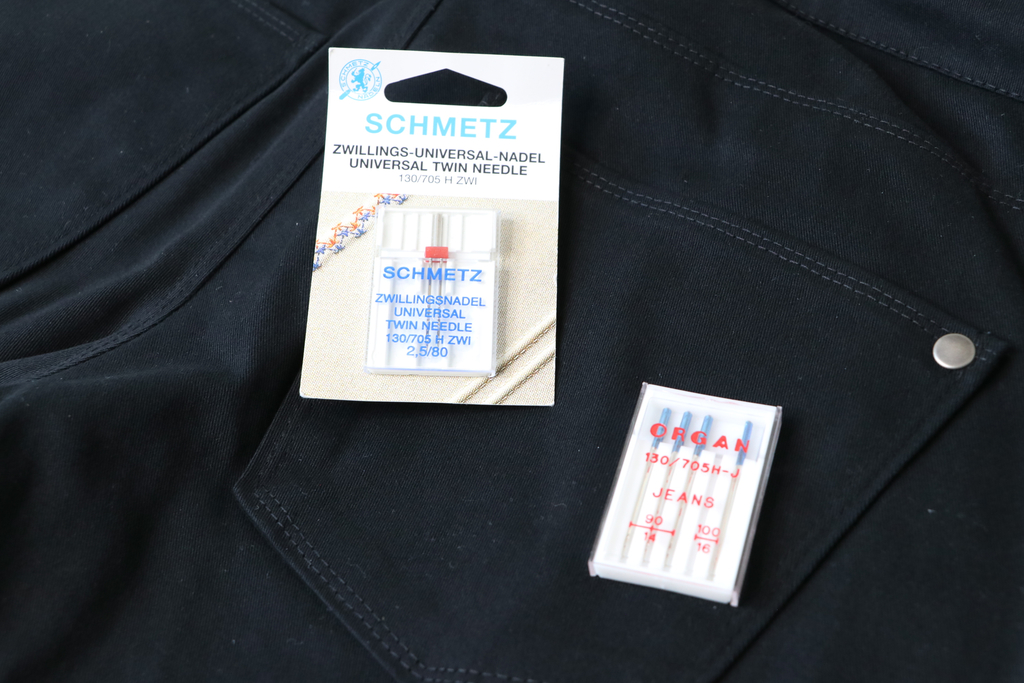 SCHMETZ
ZWILLINGS-UNIVERSAL-NADEL
UNIVERSAL TWIN NEEDLE
130/705 H ZWI
SCHMETZ
ZWILLINGSNADEL
UNIVERSAL
TWIN NEEDLE
130/705 H ZWI
2,5/80
ORGAN
130/705H-J
JEANS
90
14
100
16